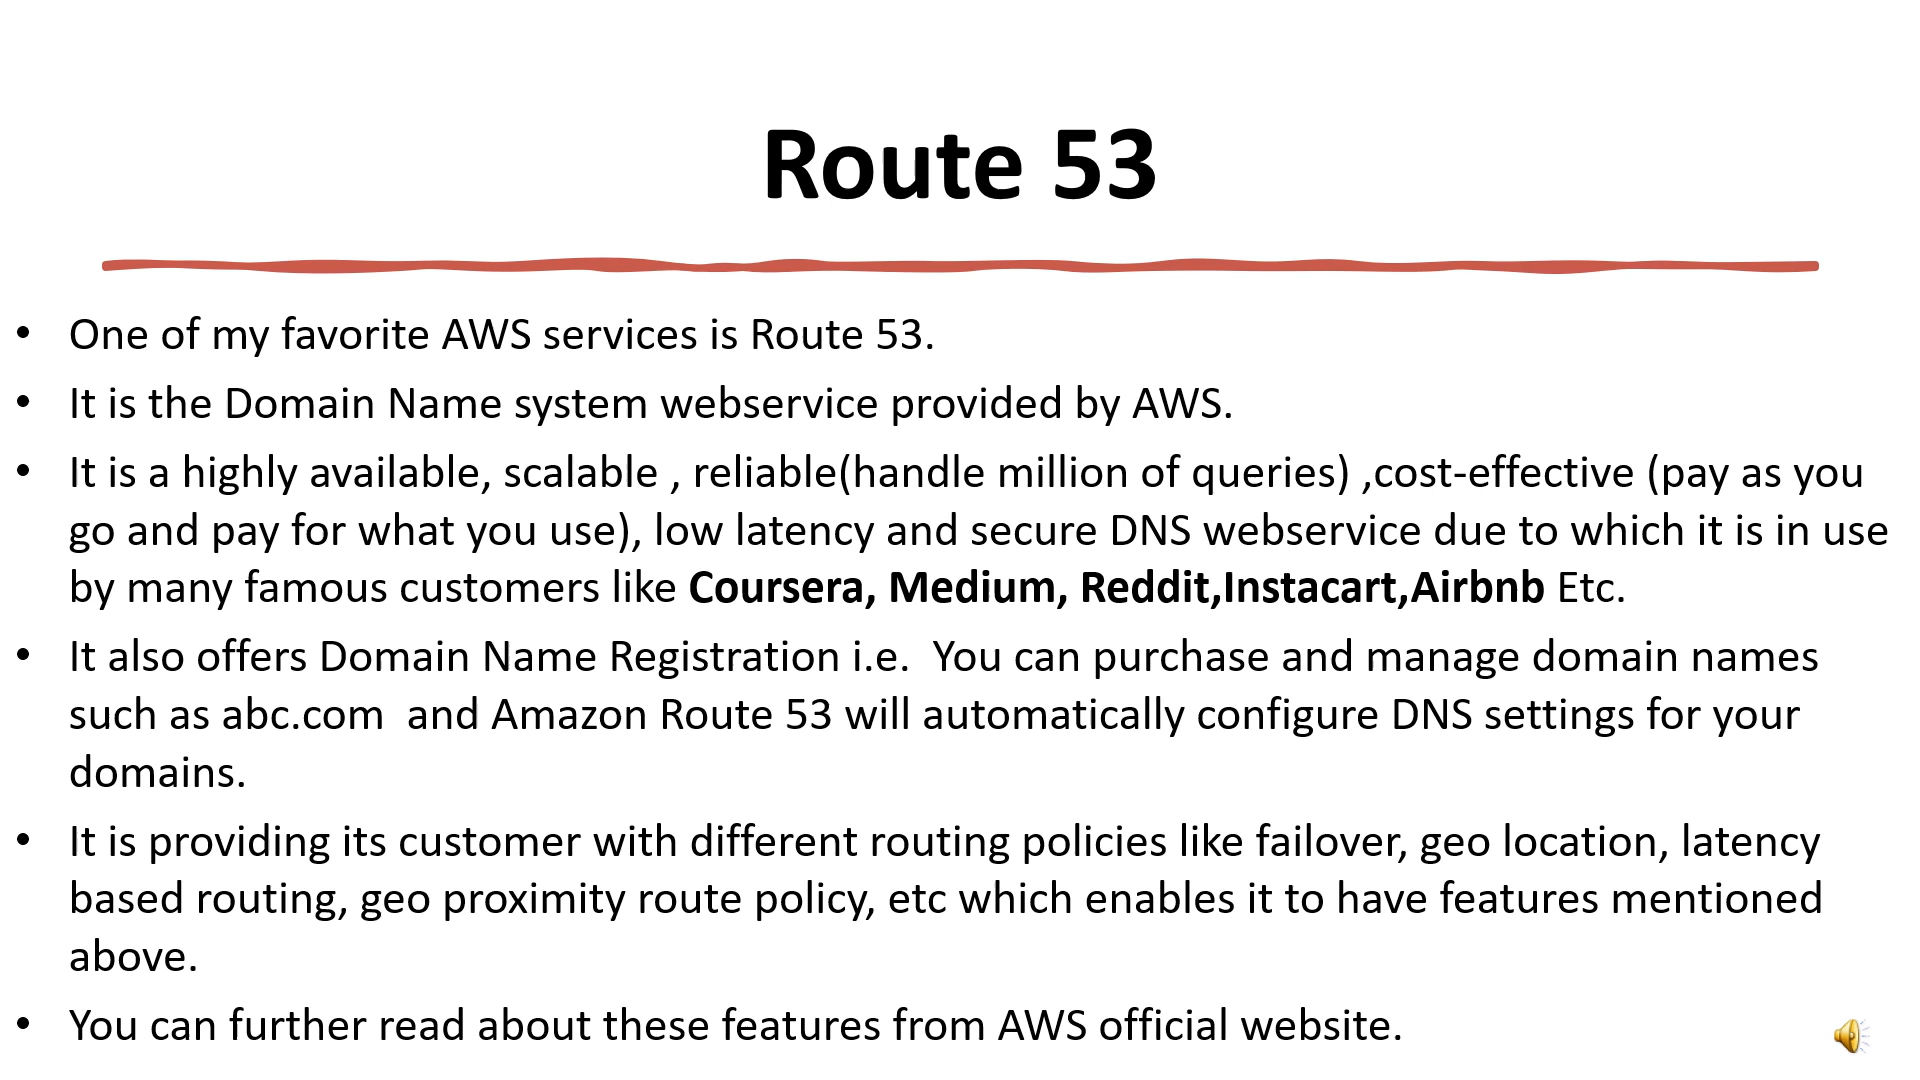 Route 53
• One of my favorite AWS services is Route 53.
• It is the Domain Name system webservice provided by AWS.
• It is a highly available, scalable , reliable(handle million of queries) ,cost-effective (pay as you
go and pay for what you use), low latency and secure DNS webservice due to which it is in use
by many famous customers like Coursera, Medium, Reddit,Instacart,Airbnb Etc.
• It also offers Domain Name Registration i.e.  You can purchase and manage domain names
such as abc.com  and Amazon Route 53 will automatically configure DNS settings for your
domains.
• It is providing its customer with different routing policies like failover, geo location, latency
based routing, geo proximity route policy, etc which enables it to have features mentioned
above.
• You can further read about these features from AWS official website.